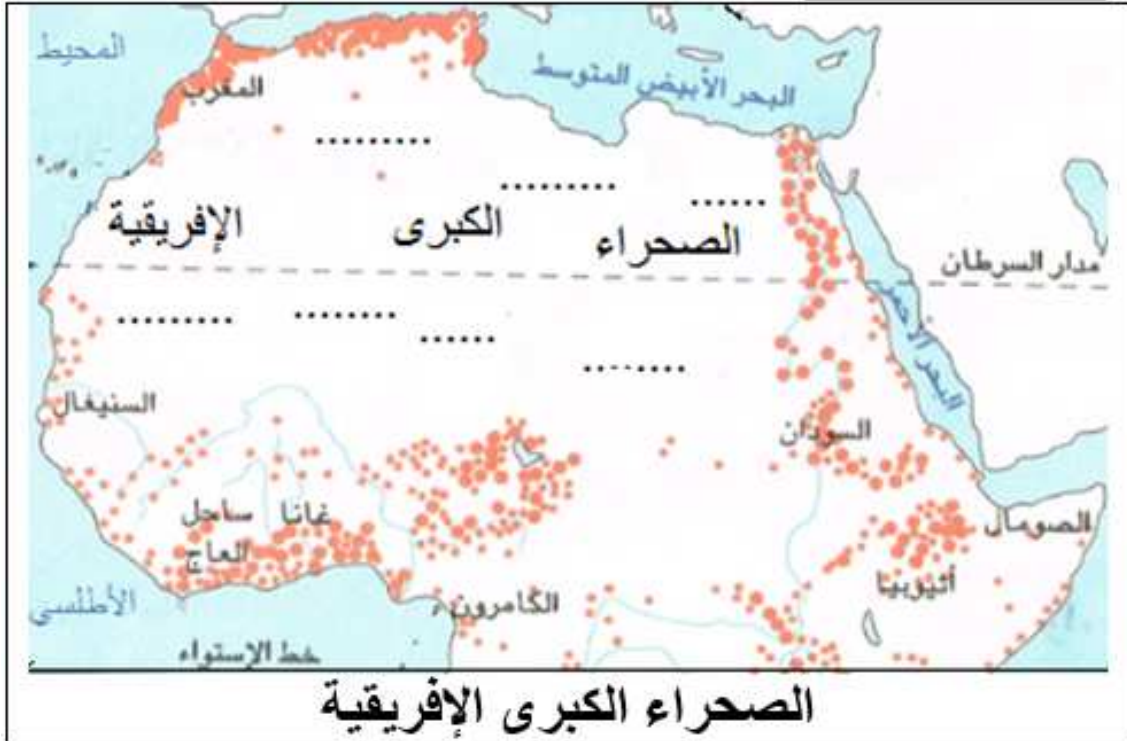 المحيط
البحر الأبيض المتوسط
المغرب
.........
.........
......
الصحراء الكبرى الإفريقية
مدار السرطان
البحر الأحمر
.........
........
......
........
السنيغال
السودان
ساحل العاج
غانا
الصومال
أثيوبيا
الأطلسي
الكامرون
خط الإستواء
الصحراء الكبرى الإفريقية